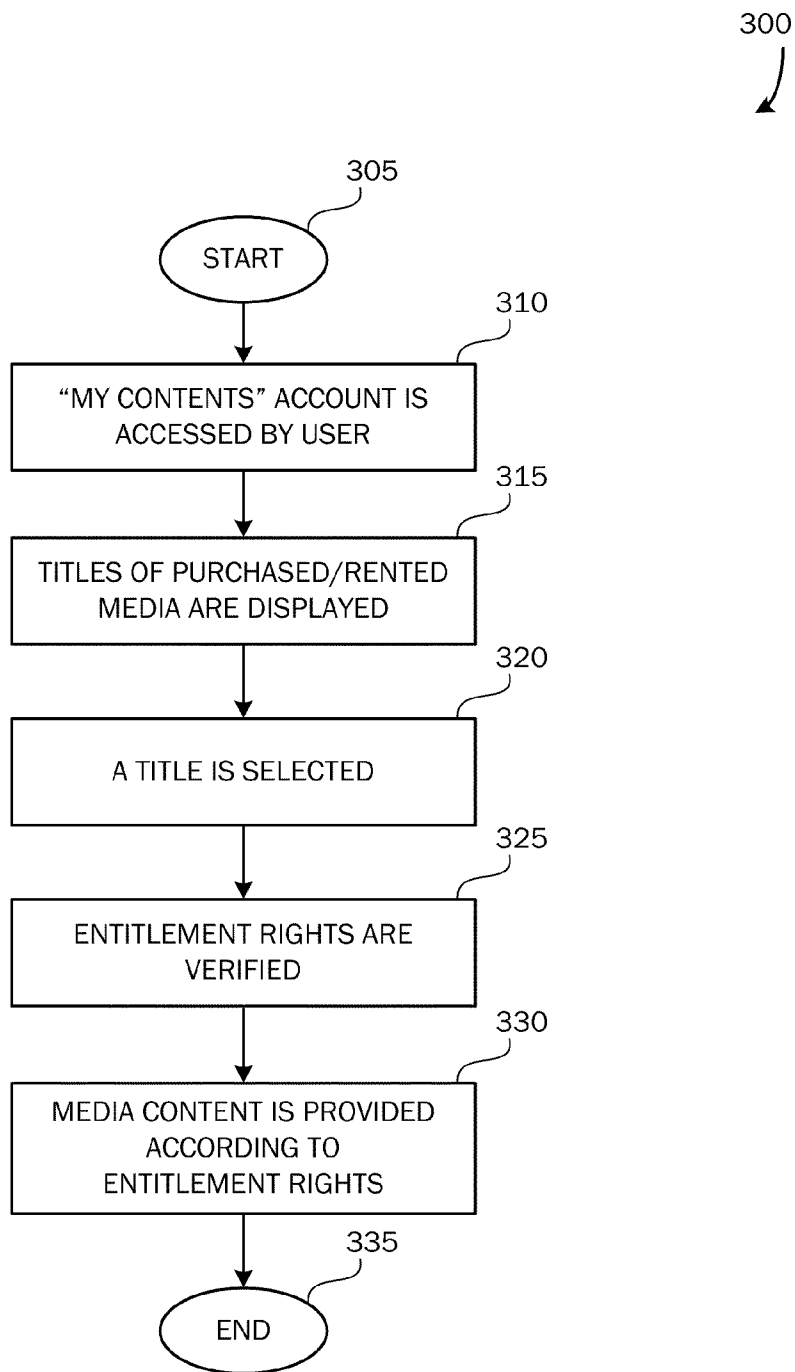 300
305
START
310
“MY CONTENTS” ACCOUNT IS
ACCESSED BY USER
315
TITLES OF PURCHASED/RENTED
MEDIA ARE DISPLAYED
320
A TITLE IS SELECTED
325
ENTITLEMENT RIGHTS ARE
VERIFIED
330
MEDIA CONTENT IS PROVIDED
ACCORDING TO
ENTITLEMENT RIGHTS
335
END